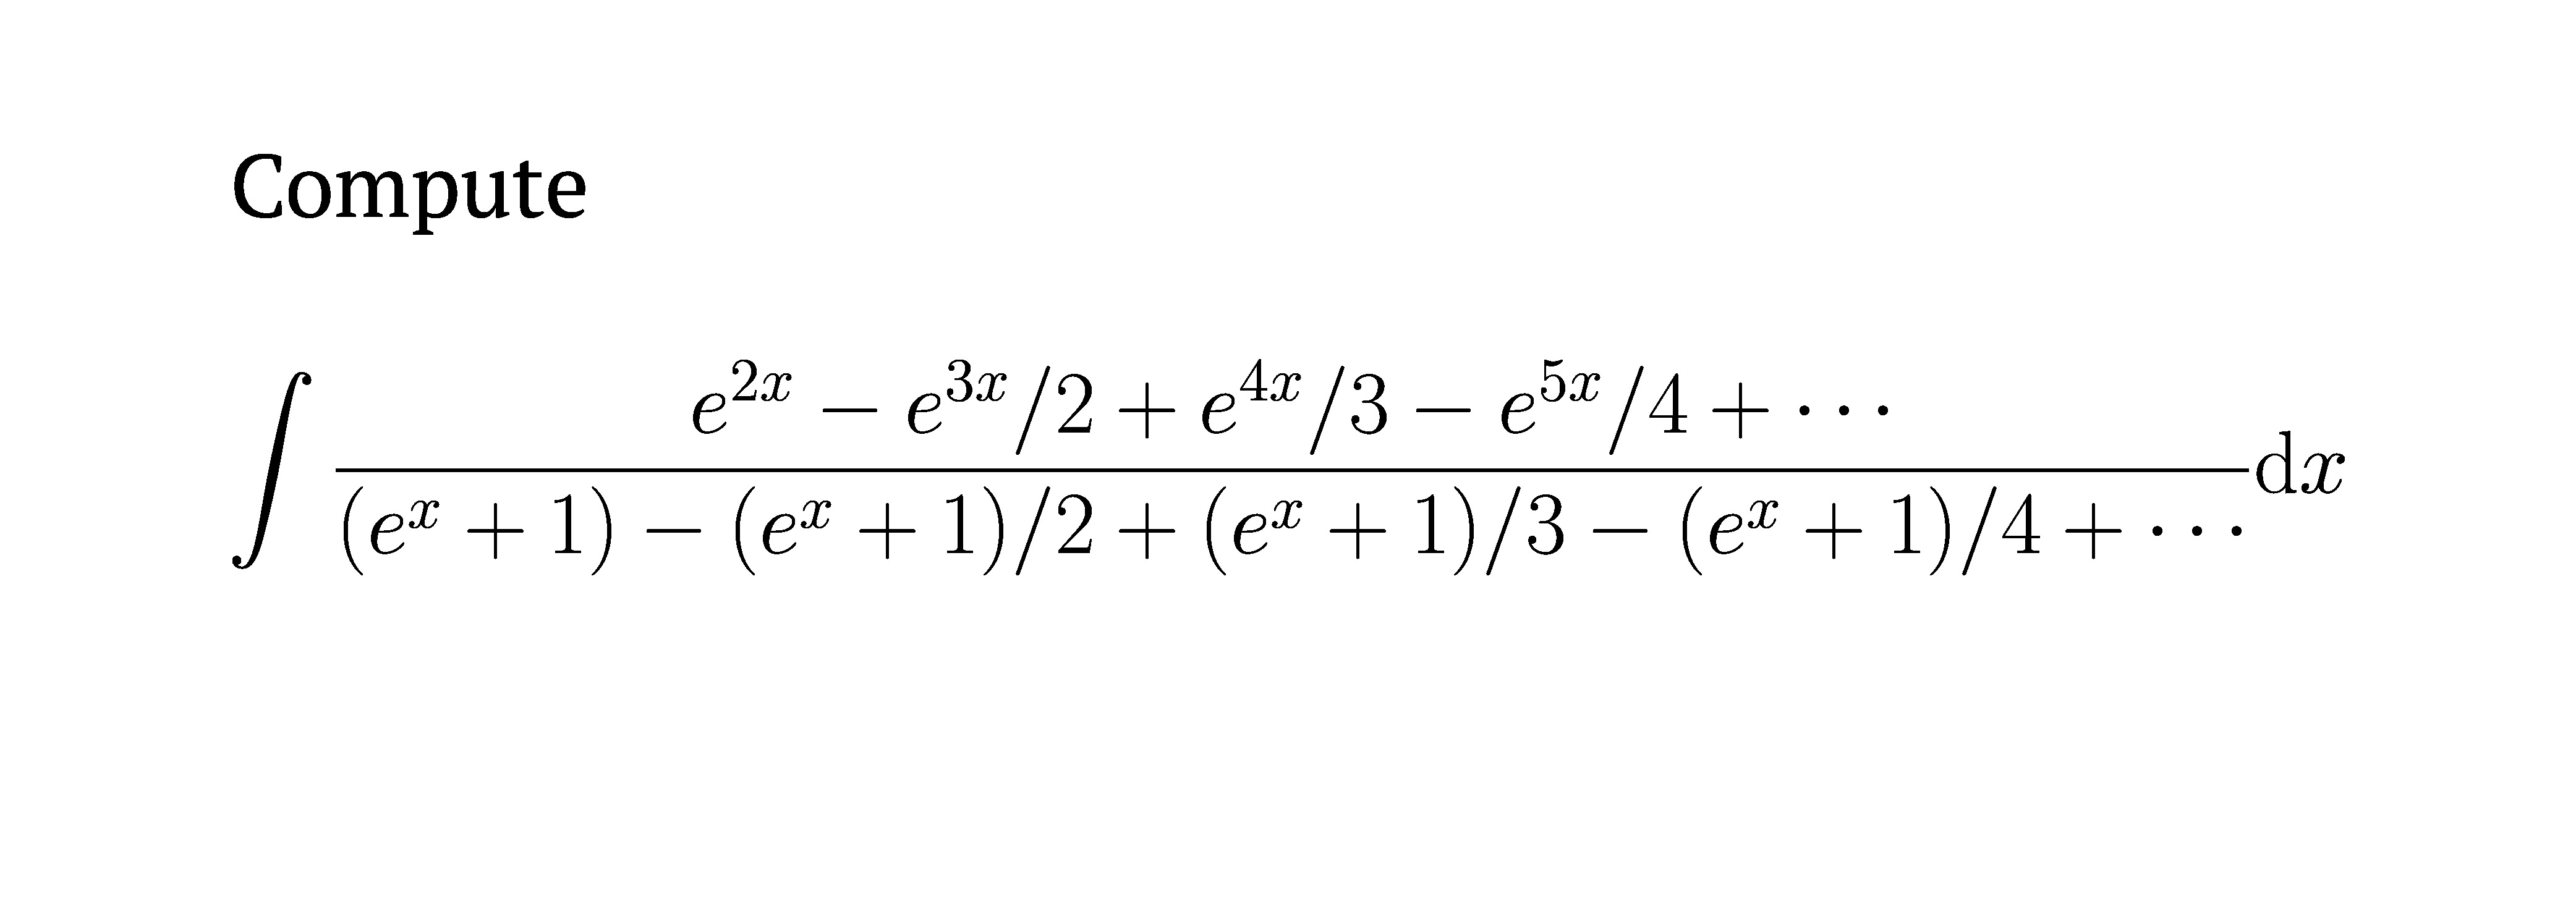 Compute
∫ (e^{2x} − e^{3x}/2 + e^{4x}/3 − e^{5x}/4 + ⋯) / ((e^x + 1) − (e^x + 1)/2 + (e^x + 1)/3 − (e^x + 1)/4 + ⋯) dx